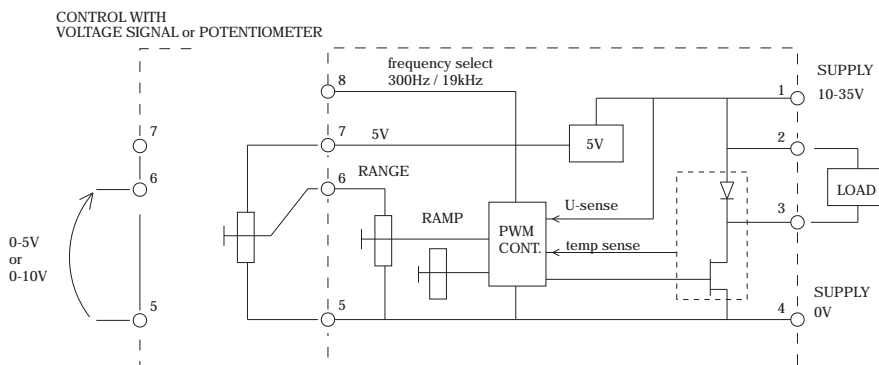 CONTROL WITH
VOLTAGE SIGNAL or POTENTIOMETER
8
frequency select
300Hz / 19kHz
1
SUPPLY
10-35V
7
7
5V
5V
2
6
6
RANGE
LOAD
RAMP
PWM
CONT.
U-sense
3
temp sense
0-5V
or
0-10V
5
5
4
SUPPLY
0V